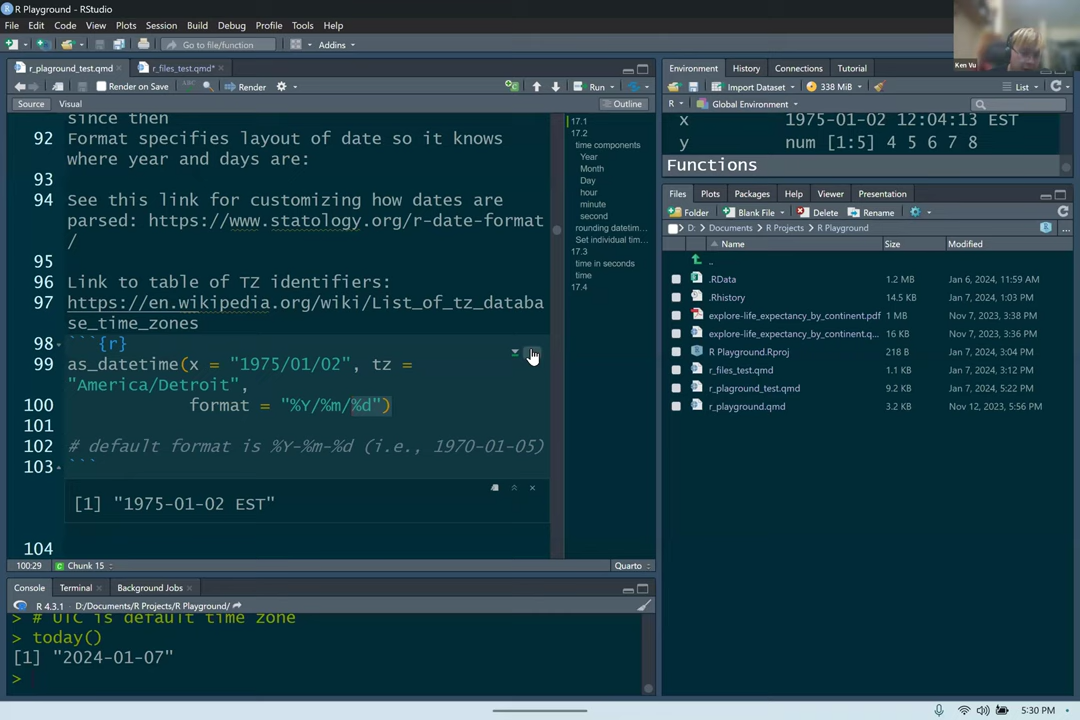 R Playground - RStudio
File Edit Code View Plots Session Build Debug Profile Tools Help
Go to file/function Addins
Ken Vu
r_plaground_test.qmd r_files_test.qmd*
Render on Save Render Run
Source Visual Outline
since then
92 Format specifies layout of date so it knows
where year and days are:
93
94 See this link for customizing how dates are
parsed: https://www.statology.org/r-date-format
/
95
96 Link to table of TZ identifiers:
97 https://en.wikipedia.org/wiki/List_of_tz_databa
se_time_zones
98 ```{r}
99 as_datetime(x = "1975/01/02", tz =
"America/Detroit",
100 format = "%Y/%m/%d")
101
102 # default format is %Y-%m-%d (i.e., 1970-01-05)
103 ```
[1] "1975-01-02 EST"
104
17.1
17.2
time components
Year
Month
Day
hour
minute
second
rounding datetim...
Set individual tim...
17.3
time in seconds
time
17.4
100:29 Chunk 15 Quarto
Console Terminal Background Jobs
R 4.3.1 · D:/Documents/R Projects/R Playground/
> # UTC is default time zone
> today()
[1] "2024-01-07"
>
Environment History Connections Tutorial
Import Dataset 338 MiB List
R Global Environment
x 1975-01-02 12:04:13 EST
y num [1:5] 4 5 6 7 8
Functions
Files Plots Packages Help Viewer Presentation
Folder Blank File Delete Rename
D: Documents R Projects R Playground ...
Name Size Modified
..
.RData 1.2 MB Jan 6, 2024, 11:59 AM
.Rhistory 14.5 KB Jan 7, 2024, 1:03 PM
explore-life_expectancy_by_continent.pdf 1 MB Nov 7, 2023, 3:38 PM
explore-life_expectancy_by_continent.q... 16 KB Nov 7, 2023, 3:36 PM
R Playground.Rproj 218 B Jan 7, 2024, 3:04 PM
r_files_test.qmd 1.1 KB Jan 7, 2024, 3:12 PM
r_plaground_test.qmd 9.2 KB Jan 7, 2024, 5:22 PM
r_playground.qmd 3.2 KB Nov 12, 2023, 5:56 PM
5:30 PM